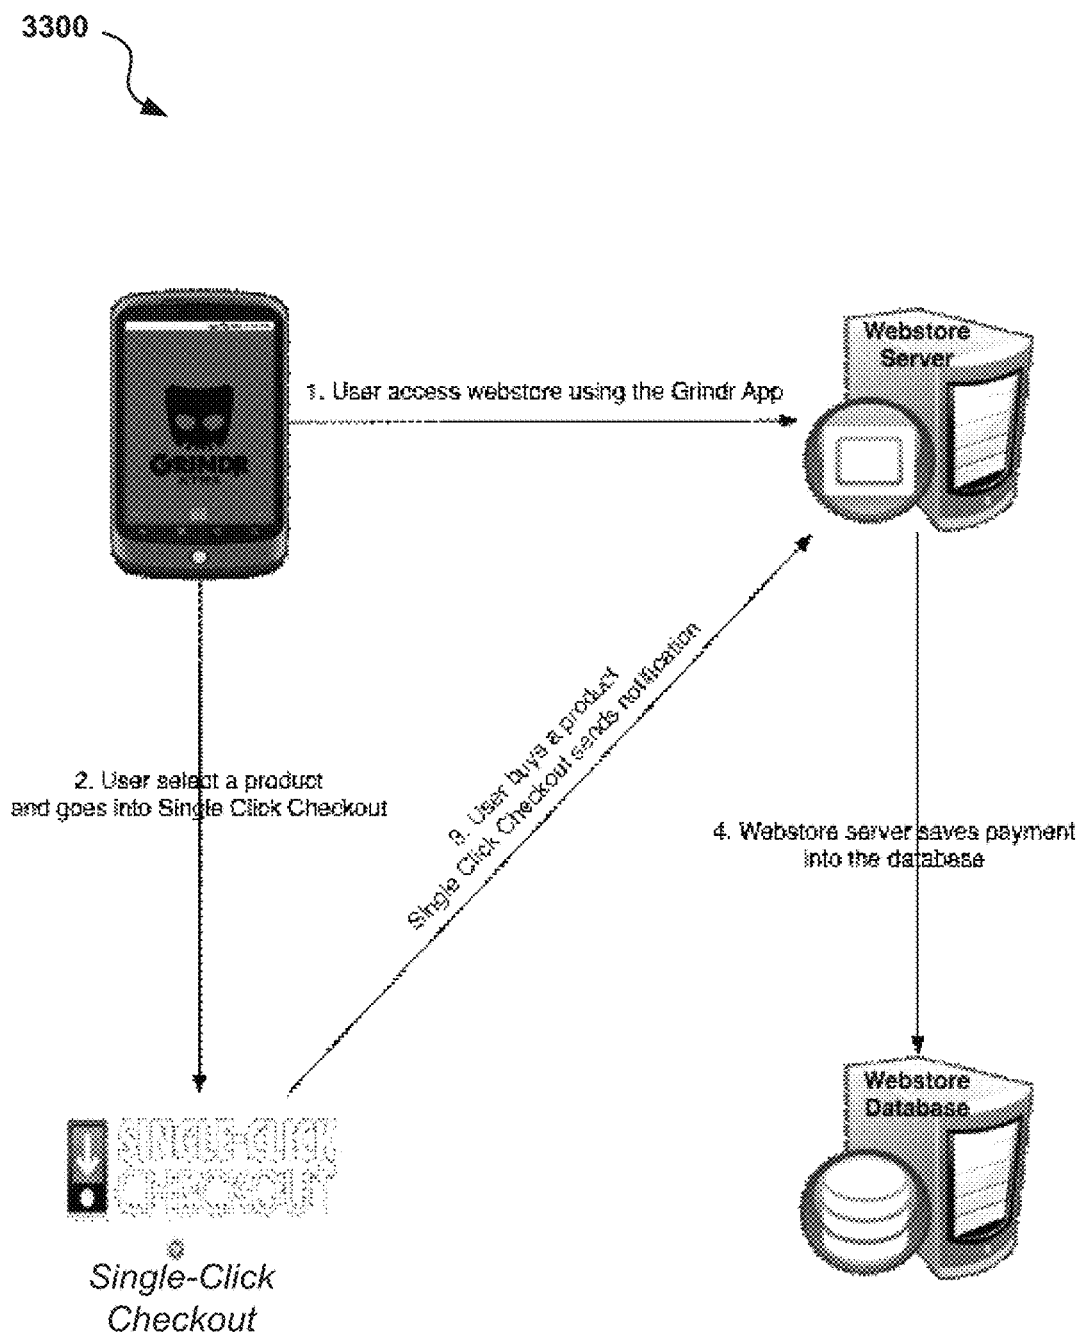 3300
Webstore
Server
1. User access webstore using the Grindr App
GRINDR
3. User buys a product
Single Click Checkout sends notification
2. User select a product
and goes into Single Click Checkout
4. Webstore server saves payment
into the database
Webstore
Database
SINGLE-CLICK
CHECKOUT
Single-Click
Checkout